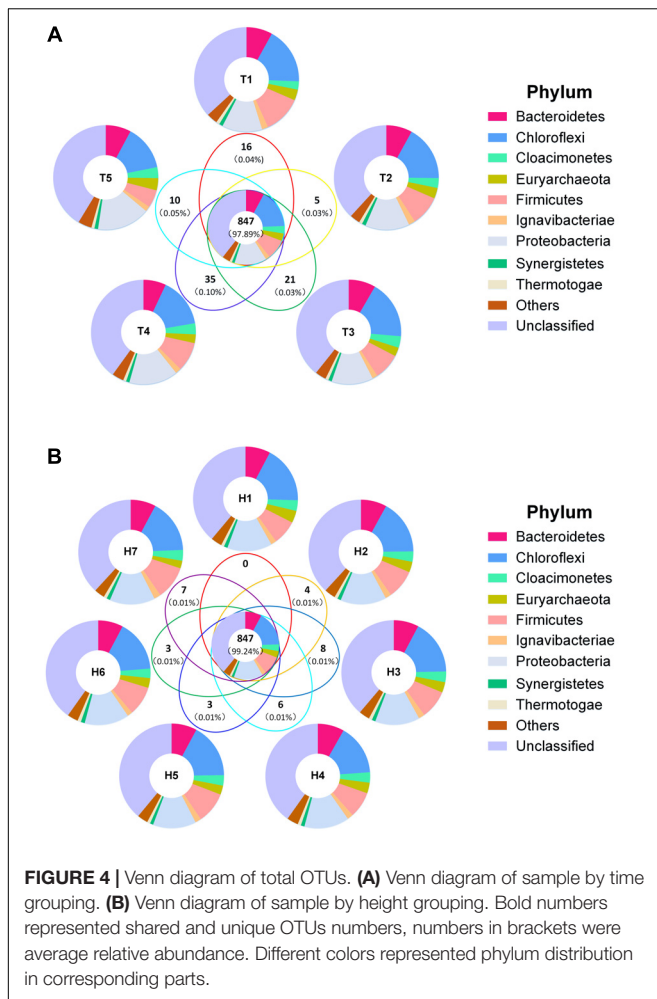 A
T1
T5
T2
T4
T3
16
(0.04%)
10
(0.05%)
5
(0.03%)
847
(97.89%)
35
(0.10%)
21
(0.03%)
Phylum
Bacteroidetes
Chloroflexi
Cloacimonetes
Euryarchaeota
Firmicutes
Ignavibacteriae
Proteobacteria
Synergistetes
Thermotogae
Others
Unclassified
B
H1
H7
H2
H6
H3
H5
H4
0
7
(0.01%)
4
(0.01%)
3
(0.01%)
847
(99.24%)
8
(0.01%)
3
(0.01%)
6
(0.01%)
Phylum
Bacteroidetes
Chloroflexi
Cloacimonetes
Euryarchaeota
Firmicutes
Ignavibacteriae
Proteobacteria
Synergistetes
Thermotogae
Others
Unclassified
FIGURE 4 | Venn diagram of total OTUs. (A) Venn diagram of sample by time
grouping. (B) Venn diagram of sample by height grouping. Bold numbers
represented shared and unique OTUs numbers, numbers in brackets were
average relative abundance. Different colors represented phylum distribution
in corresponding parts.